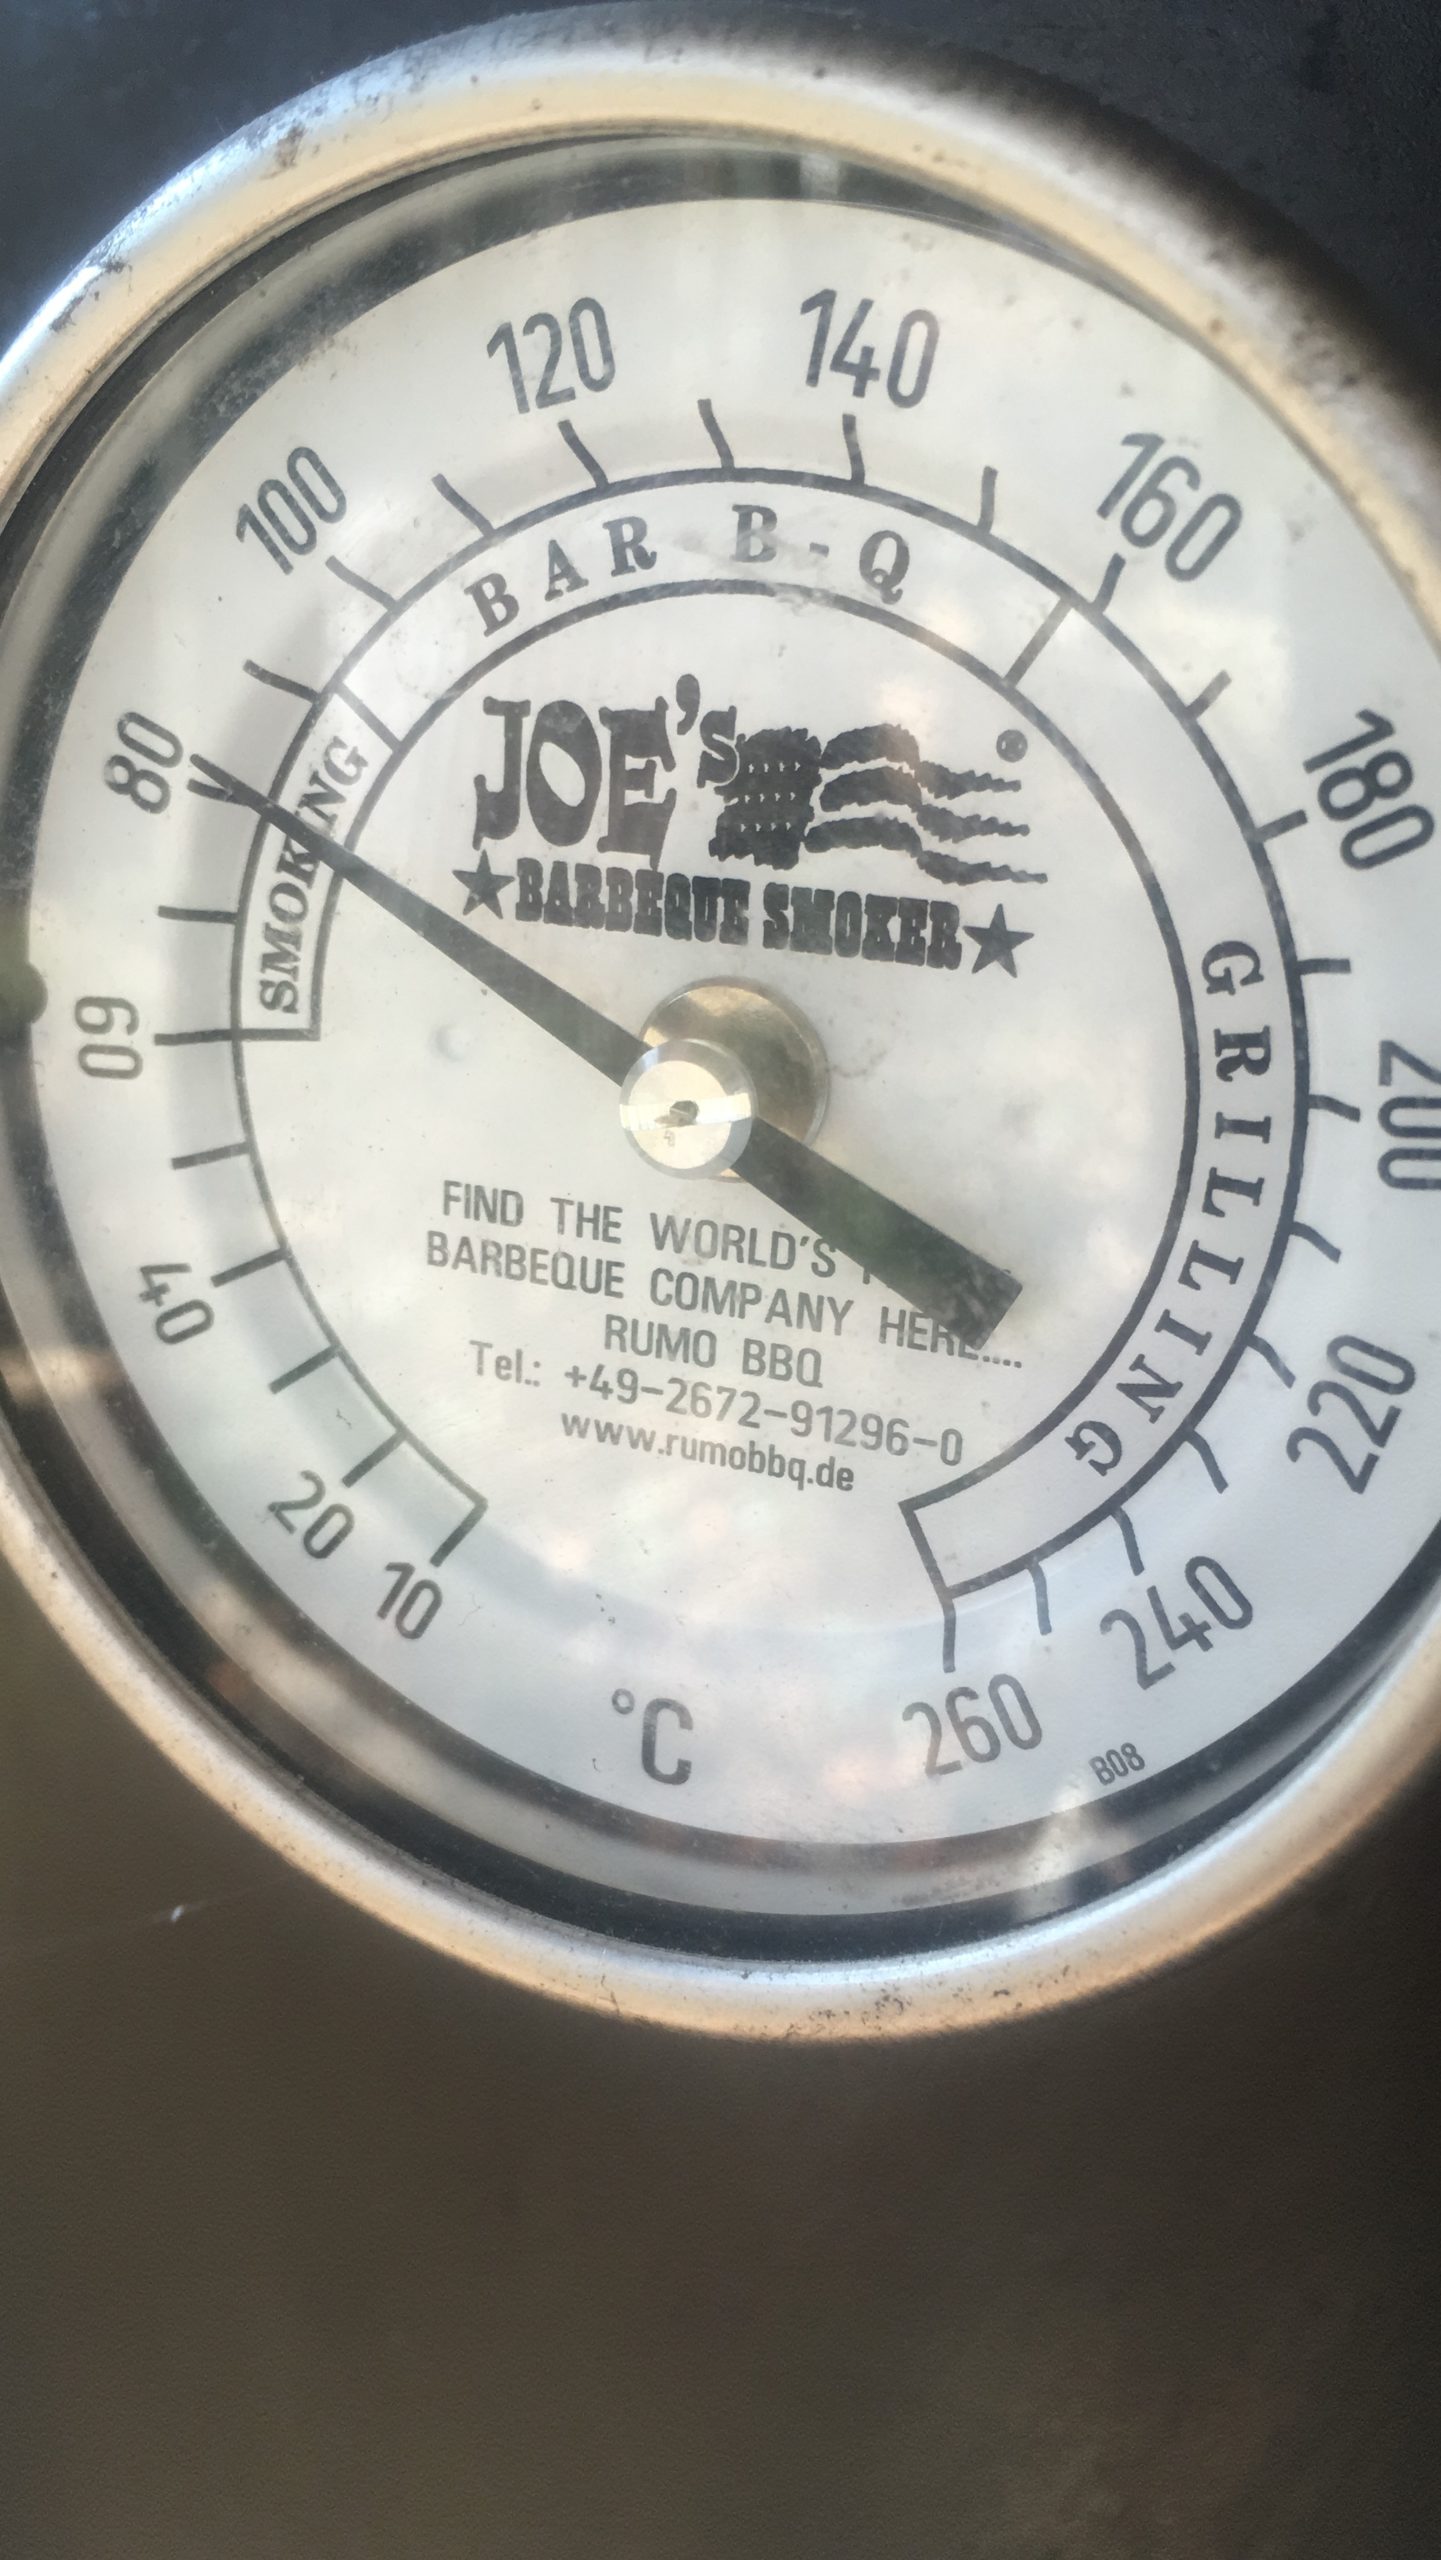 120
140
100
160
80
180
60
200
40
220
20
240
10
260
BAR B-Q
SMOKING
GRILLING
JOE'S
®
BARBEQUE SMOKER
FIND THE WORLD'S
BARBEQUE COMPANY HERE....
RUMO BBQ
Tel.: +49-2672-91296-0
www.rumobbq.de
°C
B08